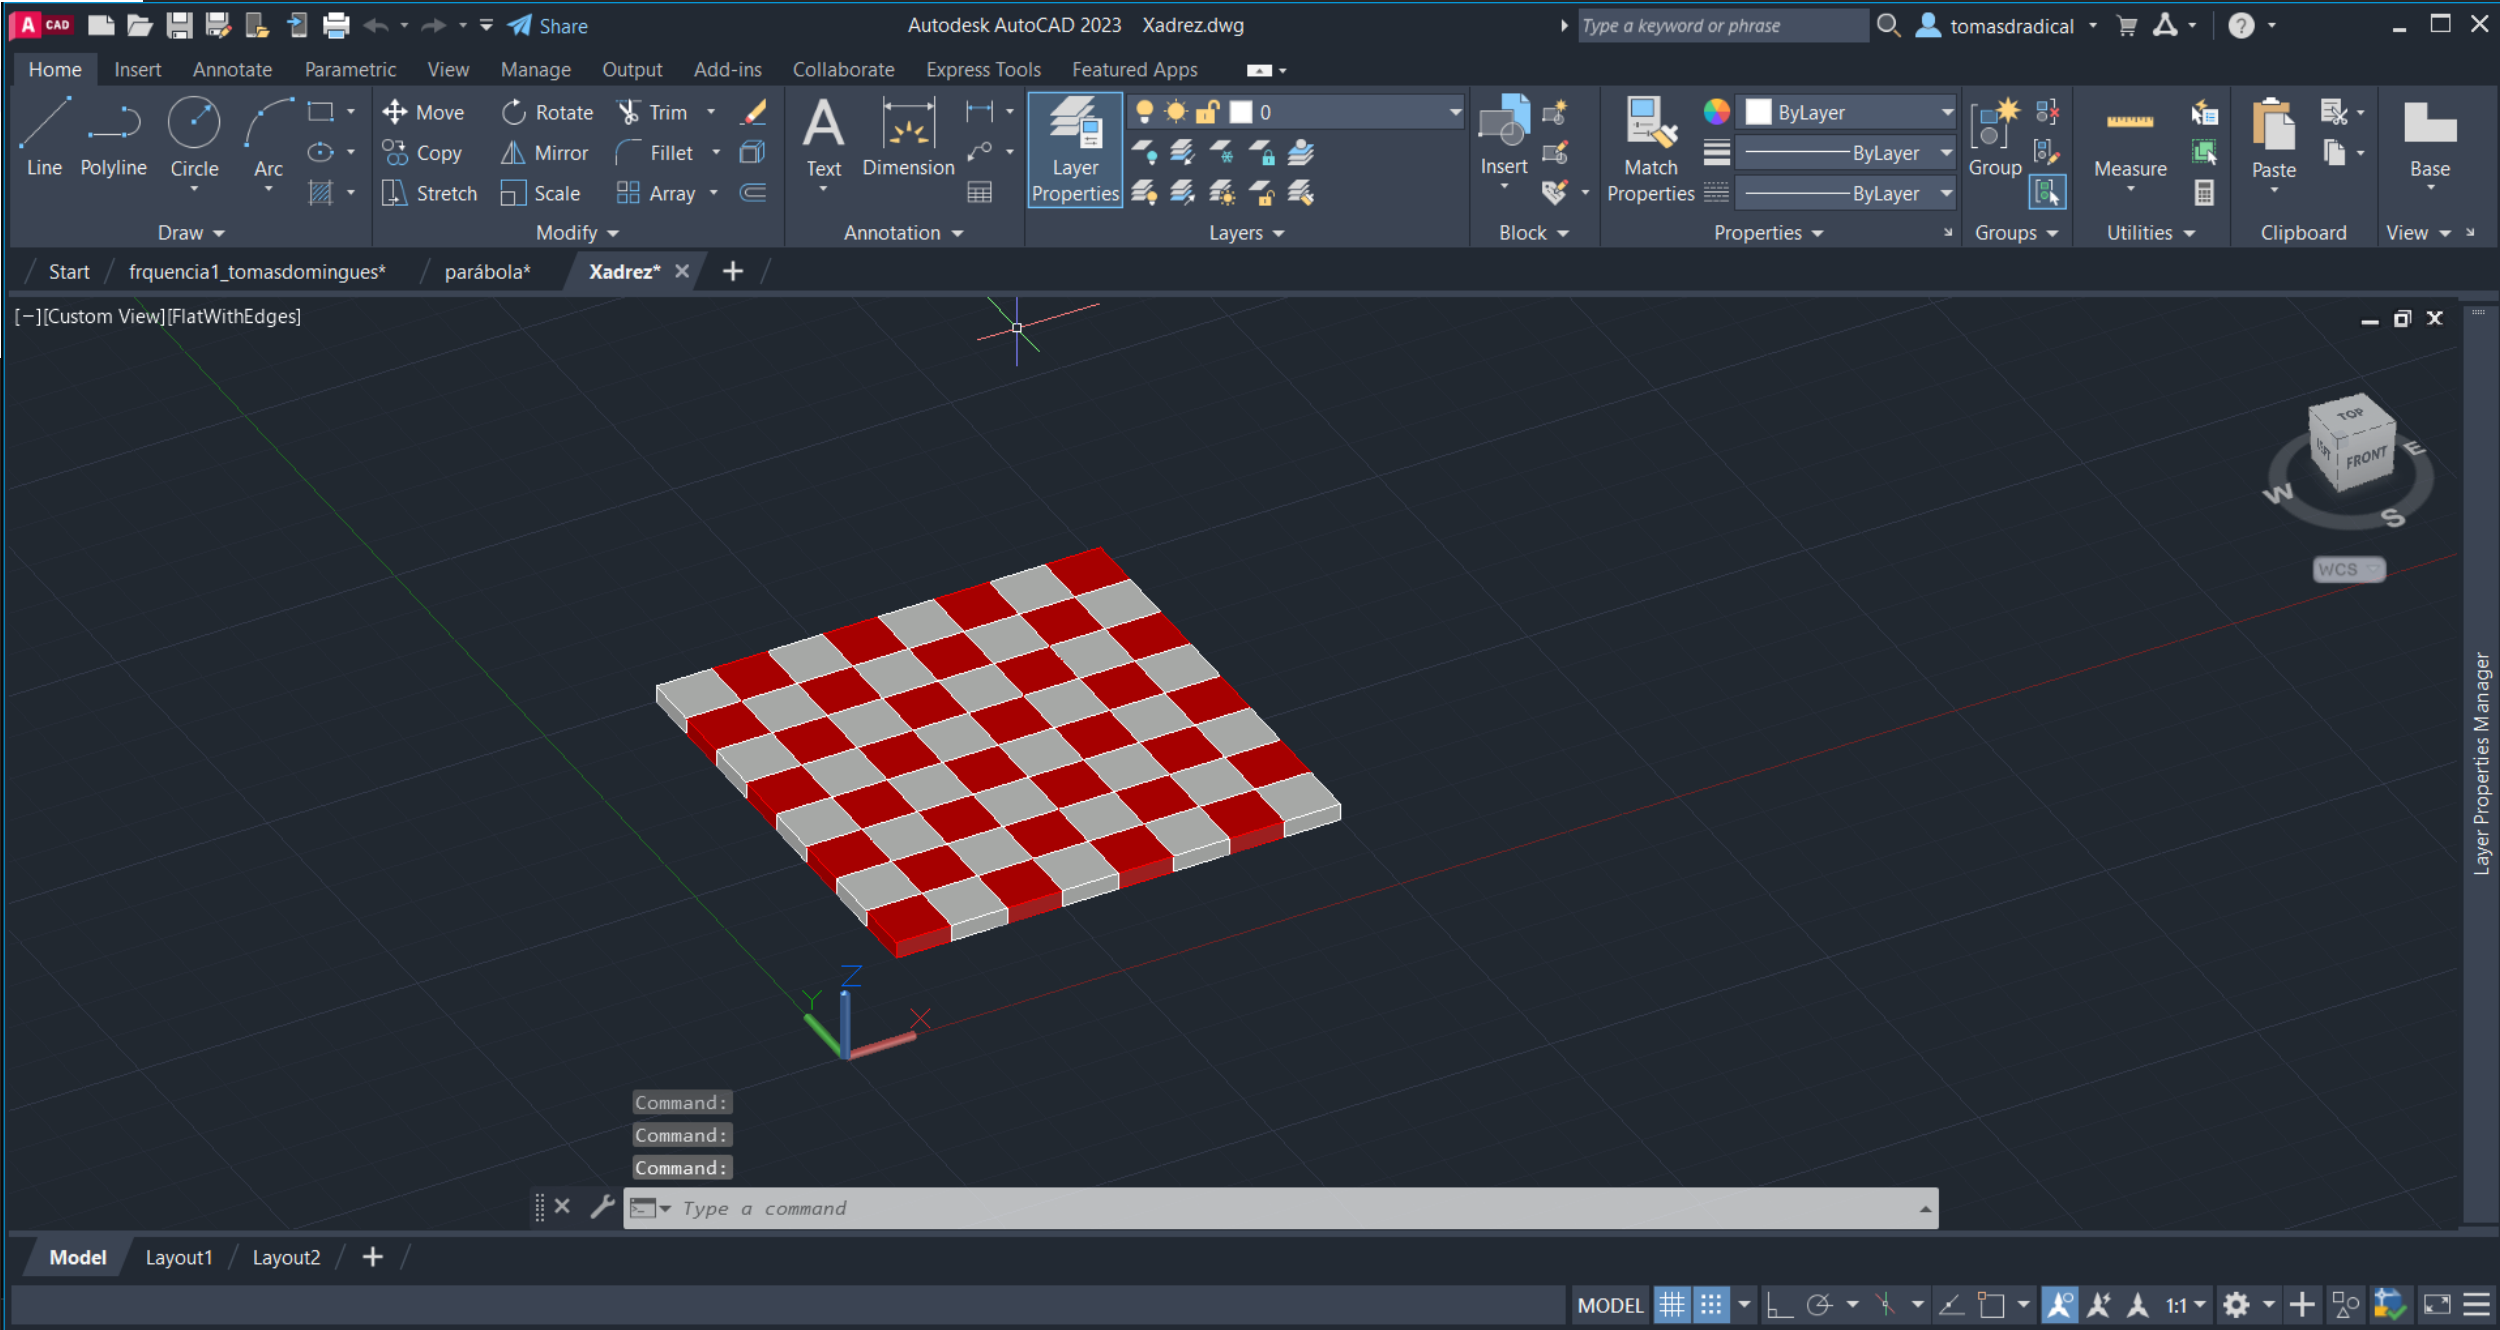 A CAD Share Autodesk AutoCAD 2023 Xadrez.dwg Type a keyword or phrase tomasdradical
Home Insert Annotate Parametric View Manage Output Add-ins Collaborate Express Tools Featured Apps
Line Polyline Circle Arc
Move Rotate Trim
Copy Mirror Fillet
Stretch Scale Array
Text Dimension
Layer Properties
0
Insert
Match Properties
ByLayer
ByLayer
ByLayer
Group
Measure
Paste
Base
Draw Modify Annotation Layers Block Properties Groups Utilities Clipboard View
Start frquencia1_tomasdomingues* parábola* Xadrez*
[−][Custom View][FlatWithEdges]
TOP
LEFT FRONT
E
W
S
WCS
Layer Properties Manager
Z
Y
X
Command:
Command:
Command:
Type a command
Model Layout1 Layout2
MODEL 1:1